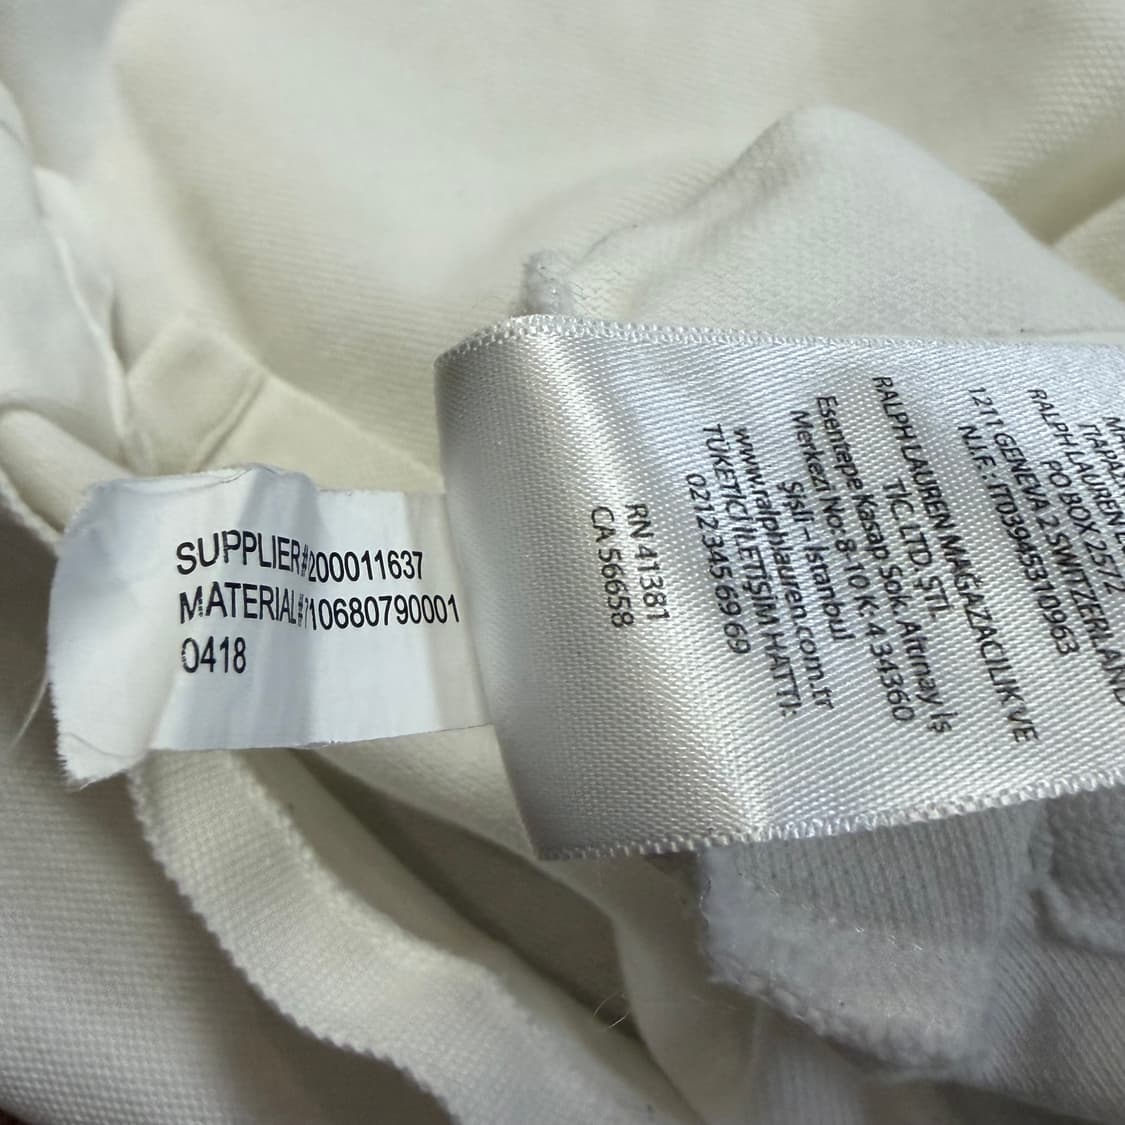 SUPPLIER#200011637
MATERIAL#710680790001
O418
RALPH LAUREN
PO BOX 2572
1211 GENEVA 2 SWITZERLAND
N.I.F. IT03945310963
RALPH LAUREN MAĞAZACILIK VE
TİC. LTD. ŞTİ.
Esentepe Kasap Sok. Altınay İş
Merkezi No: 8-10 K: 4 34360
Şişli - İstanbul
www.ralphlauren.com.tr
TÜKETİCİ İLETİŞİM HATTI:
0212 345 69 69
RN 41381
CA 56658